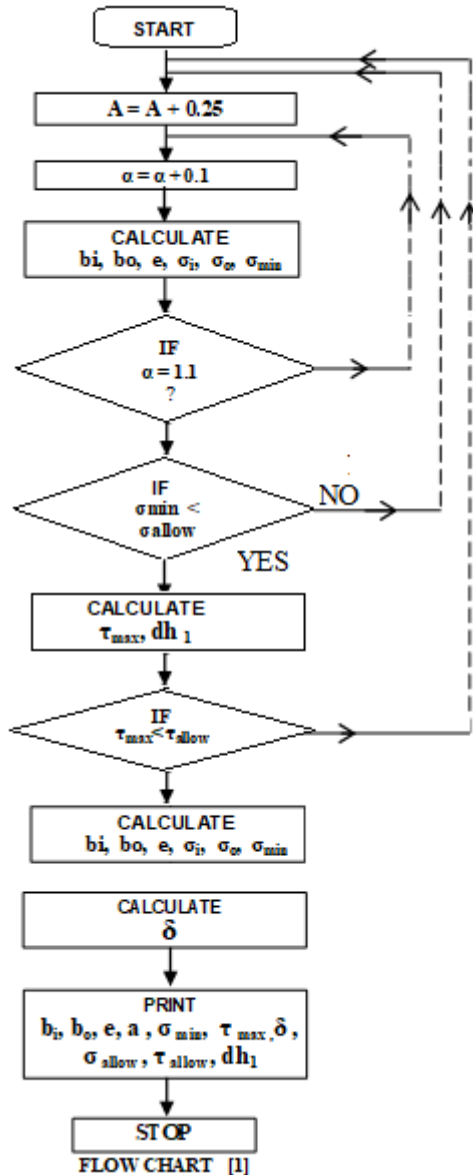 START
A = A + 0.25
α = α + 0.1
CALCULATE
bi, bo, e, σi, σo, σmin
IF
α = 1.1
?
IF
σmin <
σallow
NO
YES
CALCULATE
τmax, dh 1
IF
τmax<τallow
CALCULATE
bi, bo, e, σi, σo, σmin
CALCULATE
δ
PRINT
bi, bo, e, a , σmin, τmax, δ ,
σallow, τallow, dh1
STOP
FLOW CHART [1]